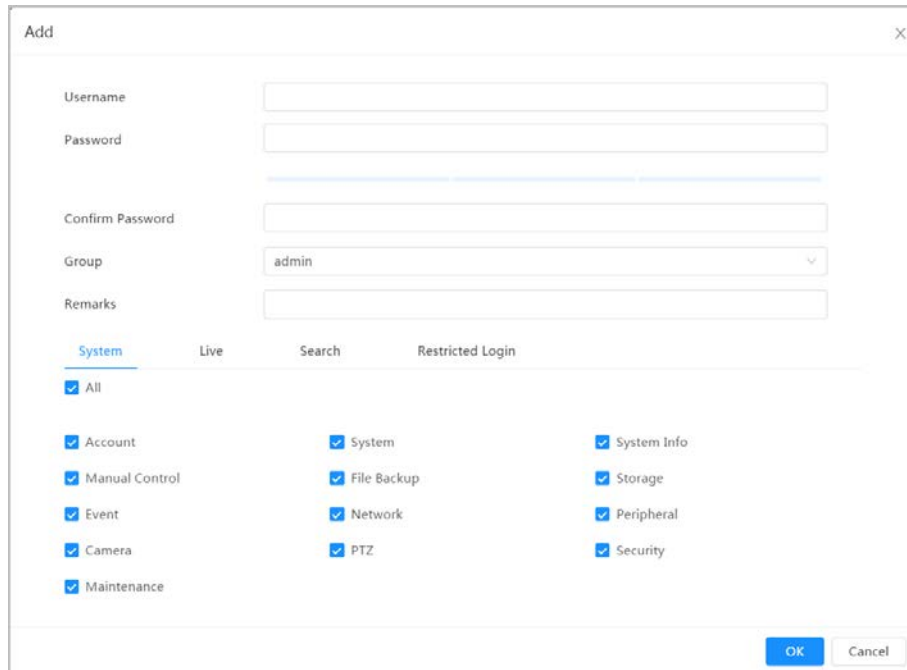 Add
Username
Password
Confirm Password
Group admin
Remarks
System Live Search Restricted Login
All
Account System System Info
Manual Control File Backup Storage
Event Network Peripheral
Camera PTZ Security
Maintenance
OK Cancel